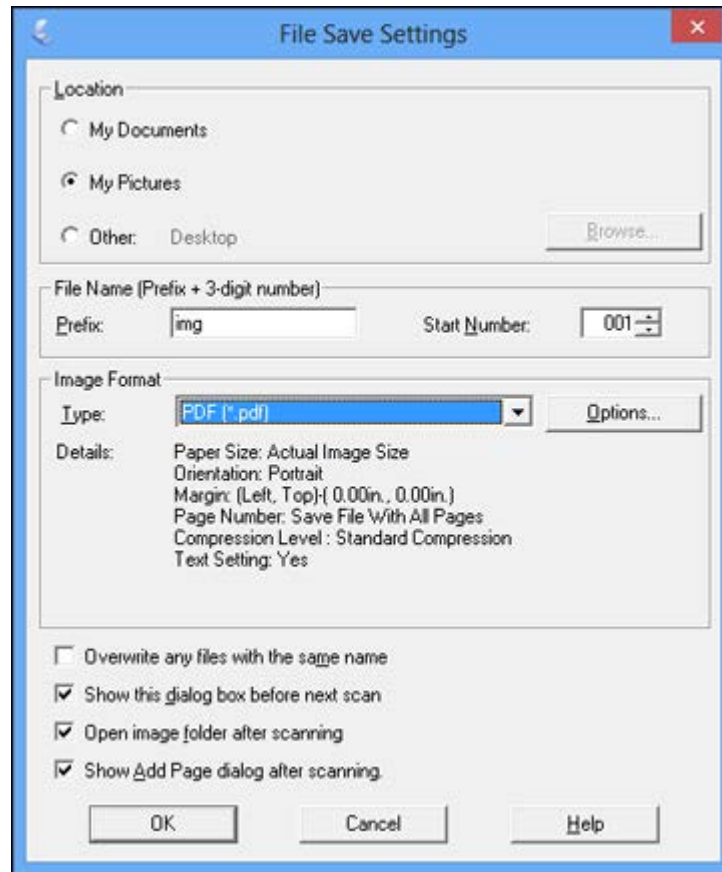 File Save Settings
Location
My Documents
My Pictures
Other: Desktop Browse...
File Name (Prefix + 3-digit number)
Prefix: img Start Number: 001
Image Format
Type: PDF (*.pdf) Options...
Details: Paper Size: Actual Image Size
Orientation: Portrait
Margin: (Left, Top)-( 0.00in., 0.00in.)
Page Number: Save File With All Pages
Compression Level : Standard Compression
Text Setting: Yes
Overwrite any files with the same name
Show this dialog box before next scan
Open image folder after scanning
Show Add Page dialog after scanning.
OK Cancel Help